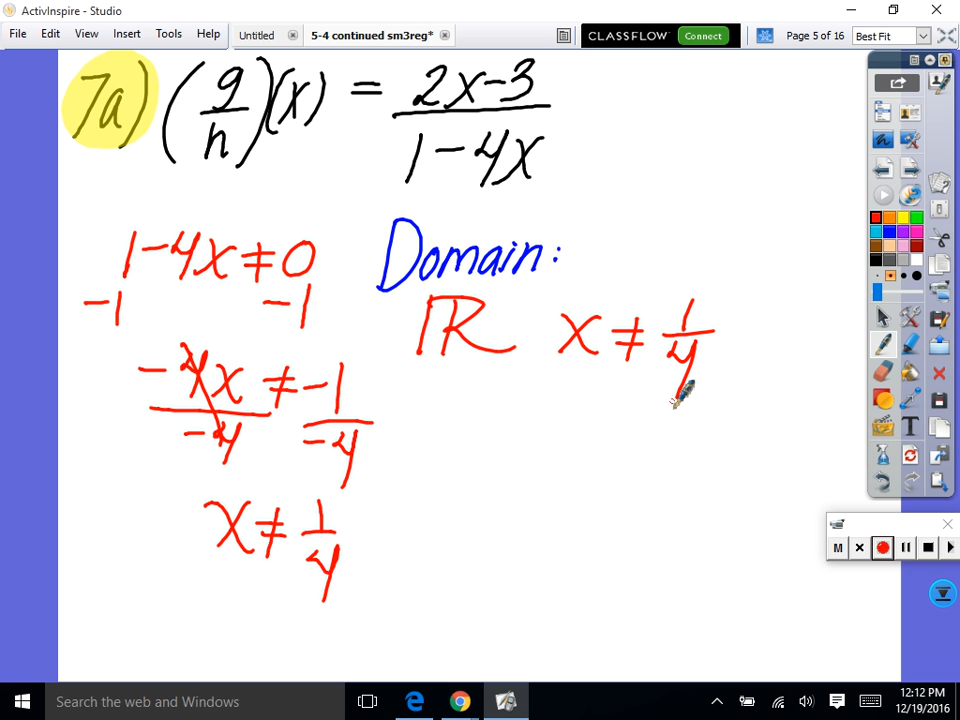 ActivInspire - Studio
File Edit View Insert Tools Help
Untitled
5-4 continued sm3reg*
CLASSFLOW Connect
Page 5 of 16
Best Fit
7a) (g/h)(x) = 2x-3 / 1-4x
1-4x ≠ 0
-1 -1
-4x ≠ -1
-4 -4
x ≠ 1/4
Domain:
ℝ x ≠ 1/4
M
T
Search the web and Windows
12:12 PM
12/19/2016